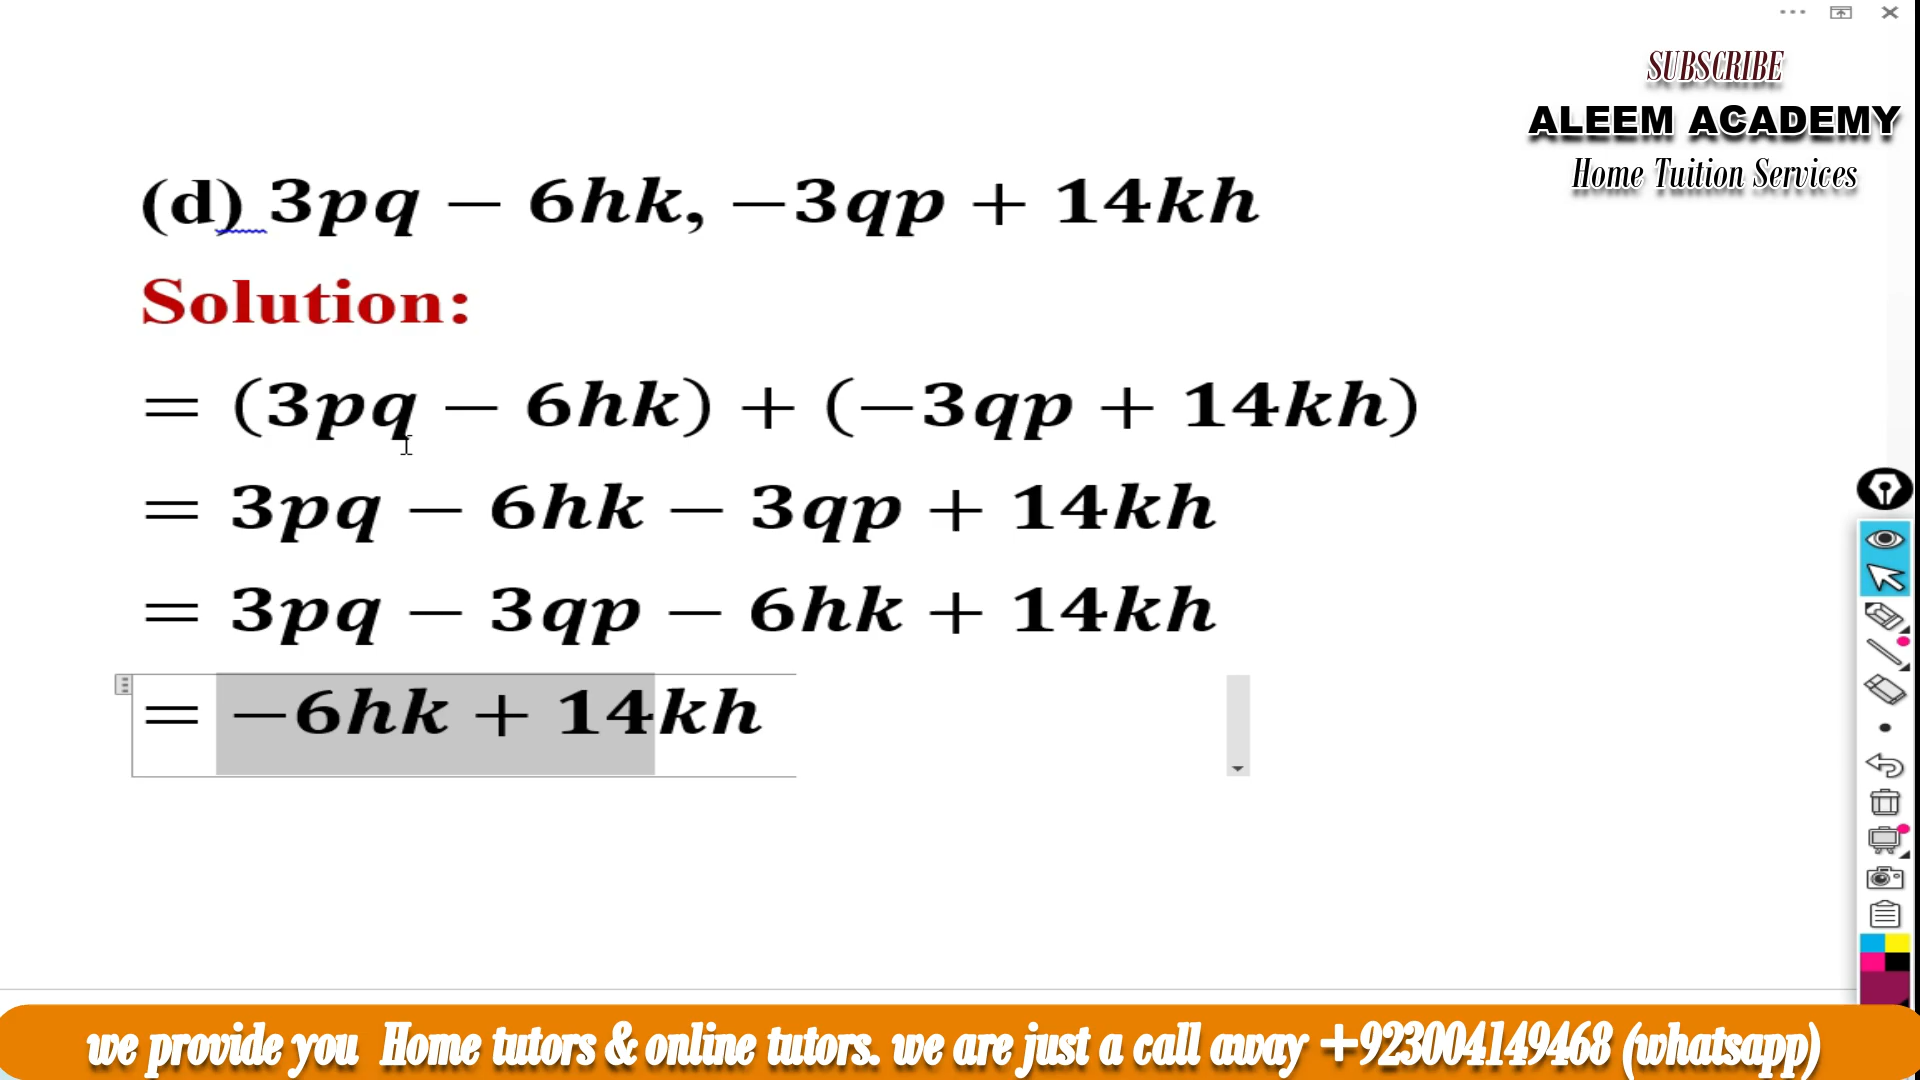 SUBSCRIBE
ALEEM ACADEMY
Home Tuition Services
(d) 3pq − 6hk, −3qp + 14kh
Solution:
= (3pq − 6hk) + (−3qp + 14kh)
= 3pq − 6hk − 3qp + 14kh
= 3pq − 3qp − 6hk + 14kh
= −6hk + 14kh
we provide you Home tutors & online tutors. we are just a call away +923004149468 (whatsapp)